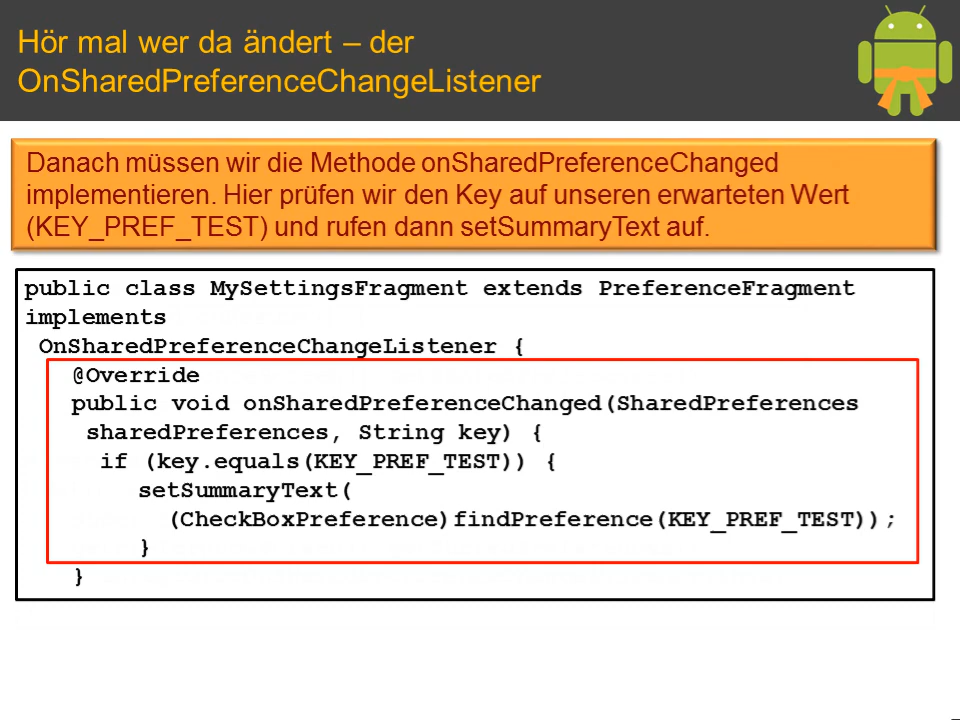 Hör mal wer da ändert – der
OnSharedPreferenceChangeListener
Danach müssen wir die Methode onSharedPreferenceChanged
implementieren. Hier prüfen wir den Key auf unseren erwarteten Wert
(KEY_PREF_TEST) und rufen dann setSummaryText auf.
public class MySettingsFragment extends PreferenceFragment
implements
OnSharedPreferenceChangeListener {
@Override
public void onSharedPreferenceChanged(SharedPreferences
sharedPreferences, String key) {
if (key.equals(KEY_PREF_TEST)) {
setSummaryText(
(CheckBoxPreference)findPreference(KEY_PREF_TEST));
}
}